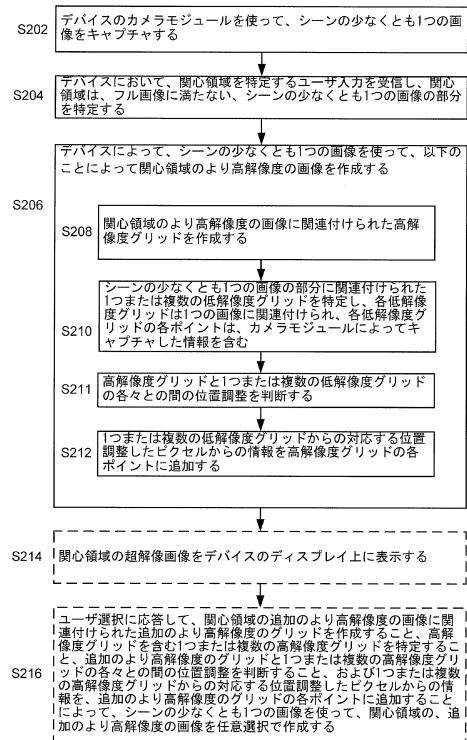 S202
デバイスのカメラモジュールを使って、シーンの少なくとも1つの画
像をキャプチャする
S204
デバイスにおいて、関心領域を特定するユーザ入力を受信し、関心
領域は、フル画像に満たない、シーンの少なくとも1つの画像の部分
を特定する
S206
デバイスによって、シーンの少なくとも1つの画像を使って、以下の
ことによって関心領域のより高解像度の画像を作成する
S208
関心領域のより高解像度の画像に関連付けられた高解
像度グリッドを作成する
S210
シーンの少なくとも1つの画像の部分に関連付けられた
1つまたは複数の低解像度グリッドを特定し、各低解像
度グリッドは1つの画像に関連付けられ、各低解像度グ
リッドの各ポイントは、カメラモジュールによってキャ
プチャした情報を含む
S211
高解像度グリッドと1つまたは複数の低解像度グリッド
の各々との間の位置調整を判断する
S212
1つまたは複数の低解像度グリッドからの対応する位置
調整したピクセルからの情報を高解像度グリッドの各
ポイントに追加する
S214
関心領域の超解像画像をデバイスのディスプレイ上に表示する
S216
ユーザ選択に応答して、関心領域の追加のより高解像度の画像に関
連付けられた追加のより高解像度のグリッドを作成すること、高解
像度グリッドを含む1つまたは複数の高解像度グリッドを特定するこ
と、追加のより高解像度のグリッドと1つまたは複数の高解像度グリ
ッドの各々との間の位置調整を判断すること、および1つまたは複数
の高解像度グリッドからの対応する位置調整したピクセルからの情
報を、追加のより高解像度のグリッドの各ポイントに追加すること
によって、シーンの少なくとも1つの画像を使って、関心領域の、追
加のより高解像度の画像を任意選択で作成する